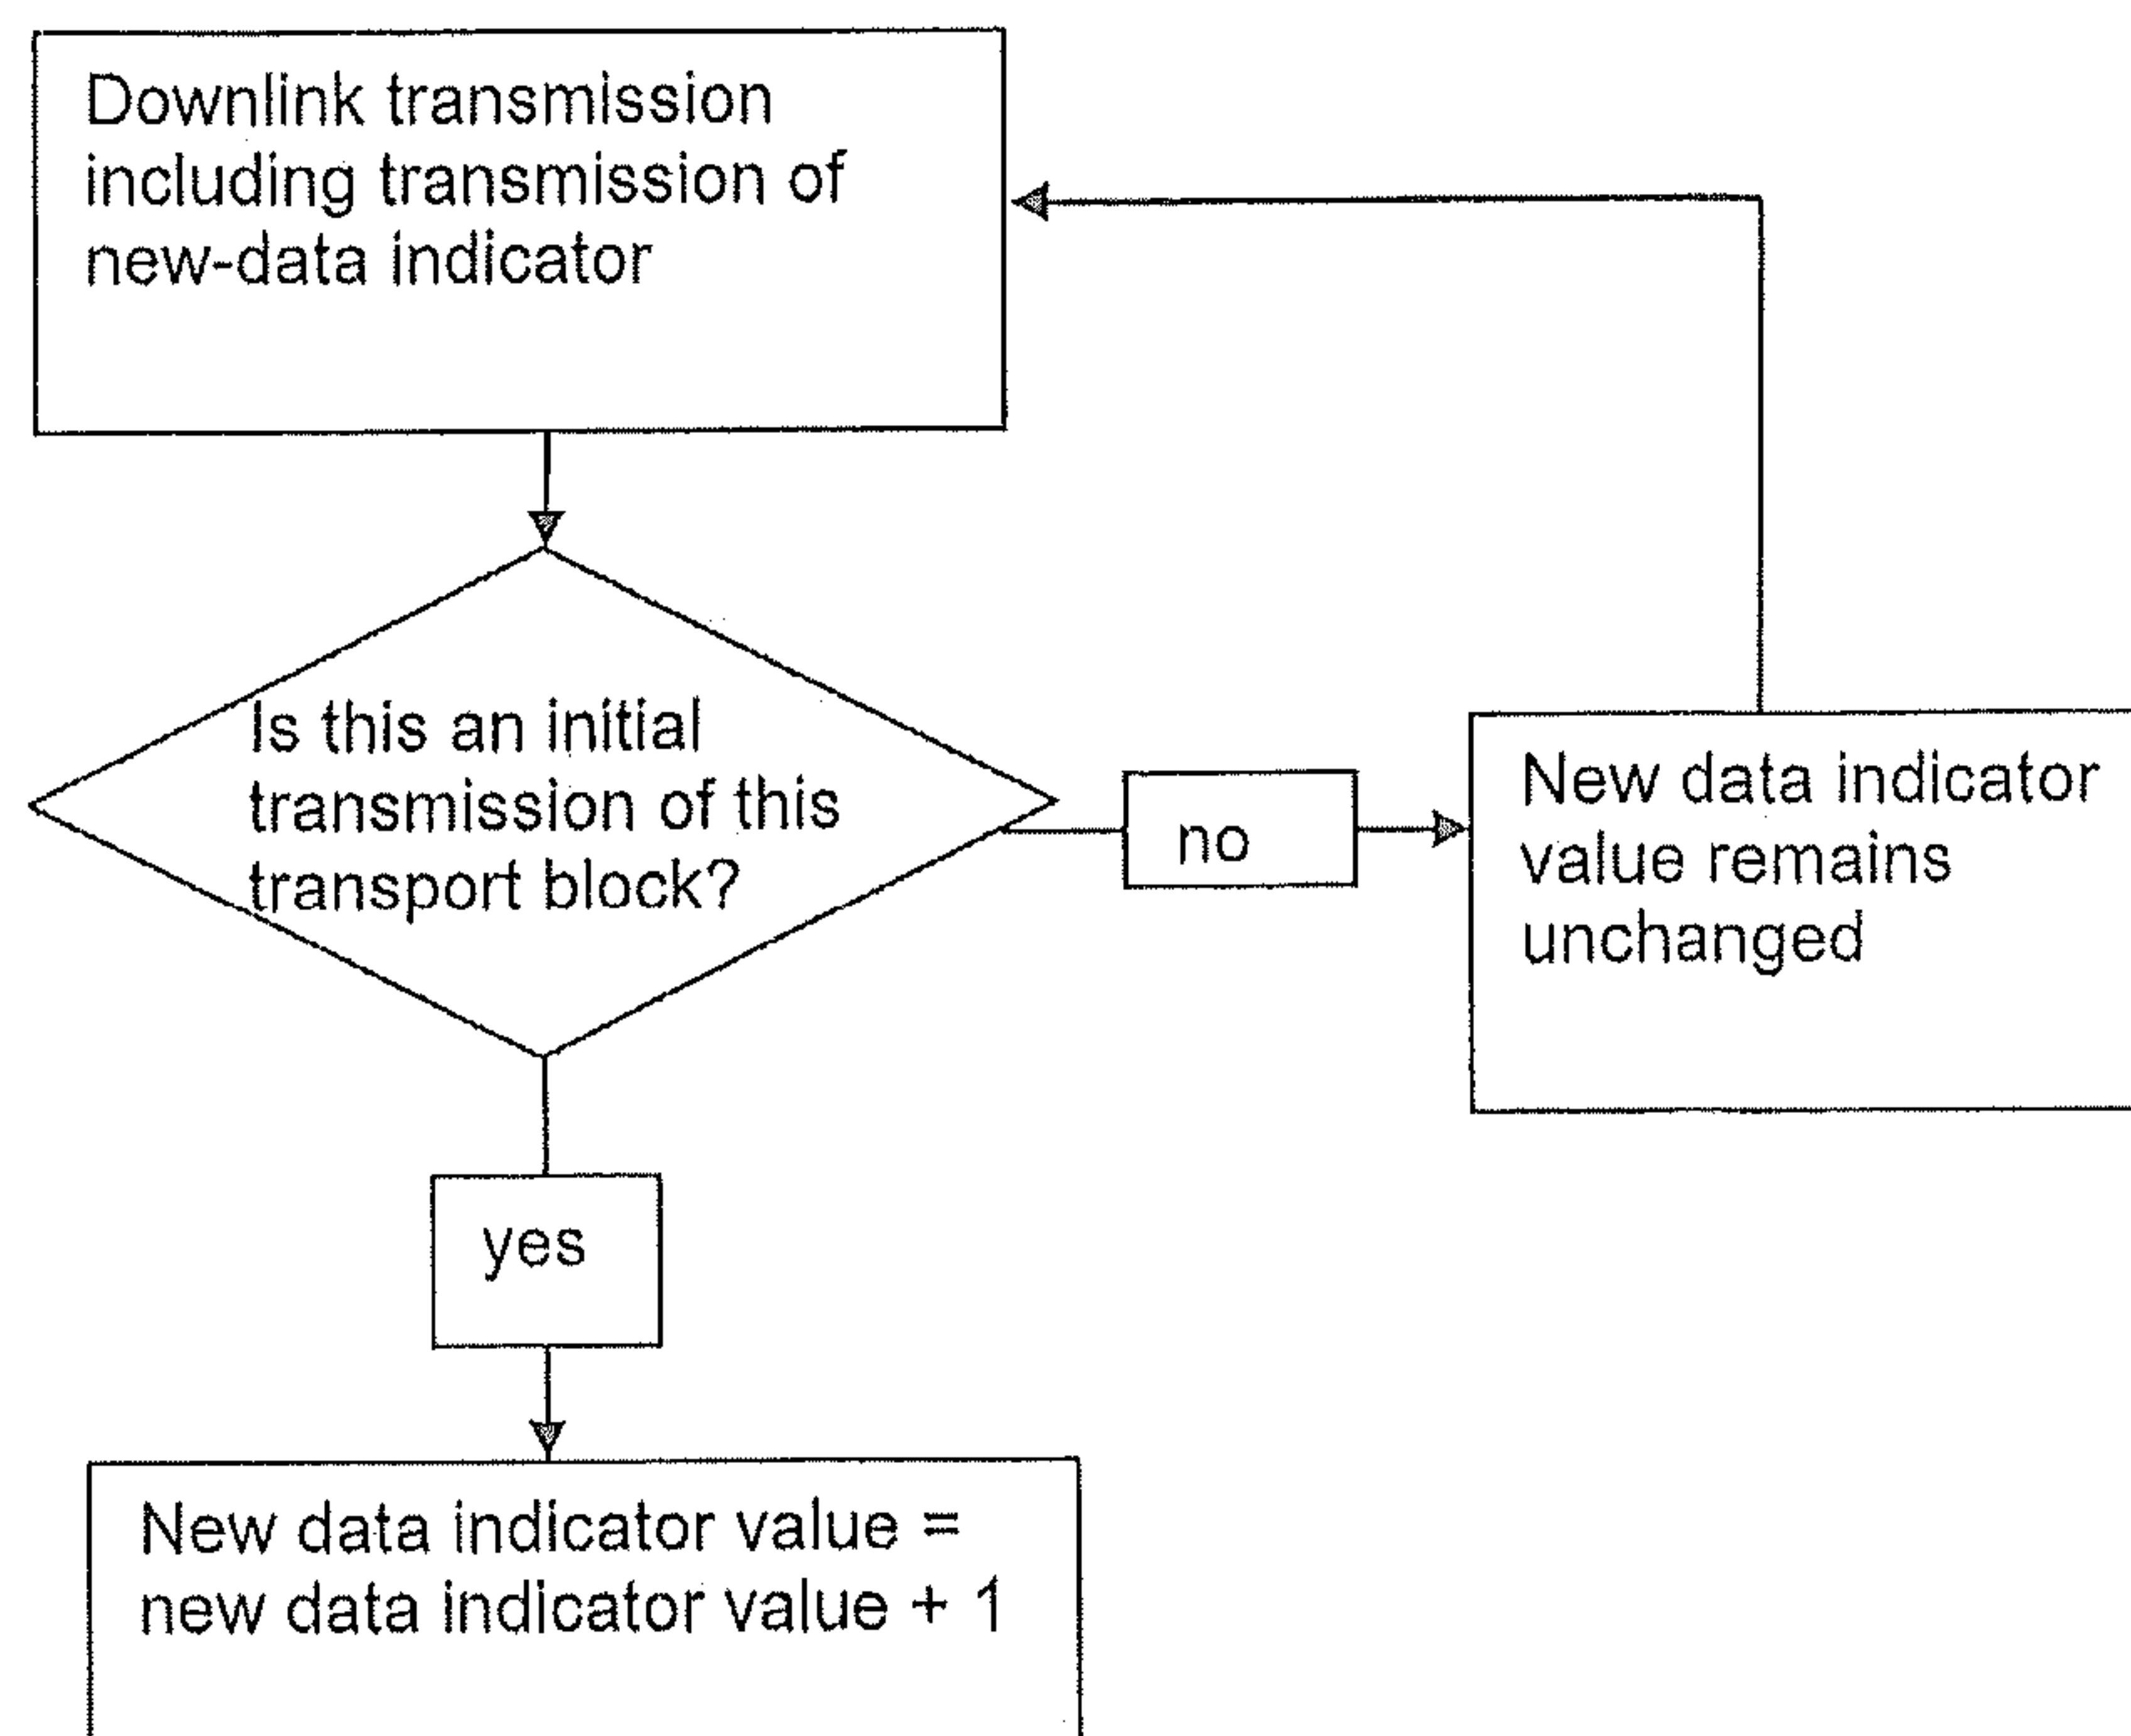 Downlink transmission
including transmission of
new-data indicator
Is this an initial
transmission of this
transport block?
no
New data indicator
value remains
unchanged
yes
New data indicator value =
new data indicator value + 1